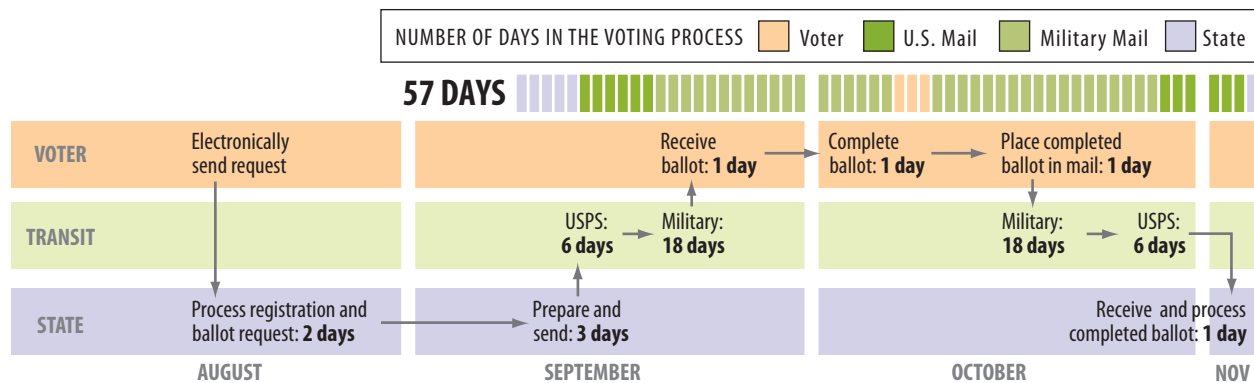 NUMBER OF DAYS IN THE VOTING PROCESS Voter U.S. Mail Military Mail State
57 DAYS
VOTER
Electronically
send request
Receive
ballot: 1 day
Complete
ballot: 1 day
Place completed
ballot in mail: 1 day
TRANSIT
USPS:
6 days
Military:
18 days
Military:
18 days
USPS:
6 days
STATE
Process registration and
ballot request: 2 days
Prepare and
send: 3 days
Receive and process
completed ballot: 1 day
AUGUST SEPTEMBER OCTOBER NOV